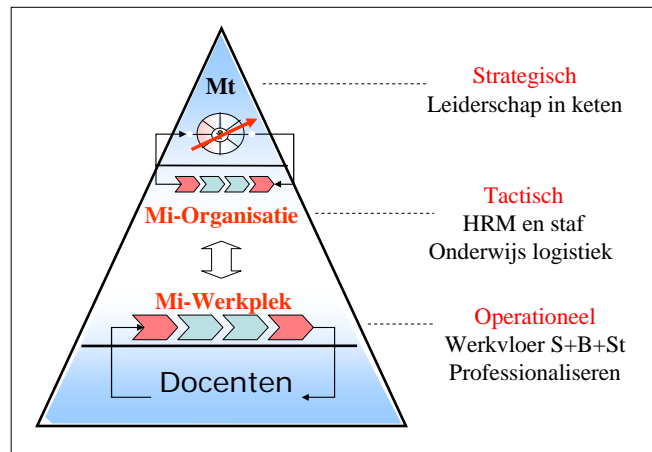 Mt
Strategisch
Leiderschap in keten
Mi-Organisatie
Tactisch
HRM en staf
Onderwijs logistiek
Mi-Werkplek
Operationeel
Werkvloer S+B+St
Professionaliseren
Docenten